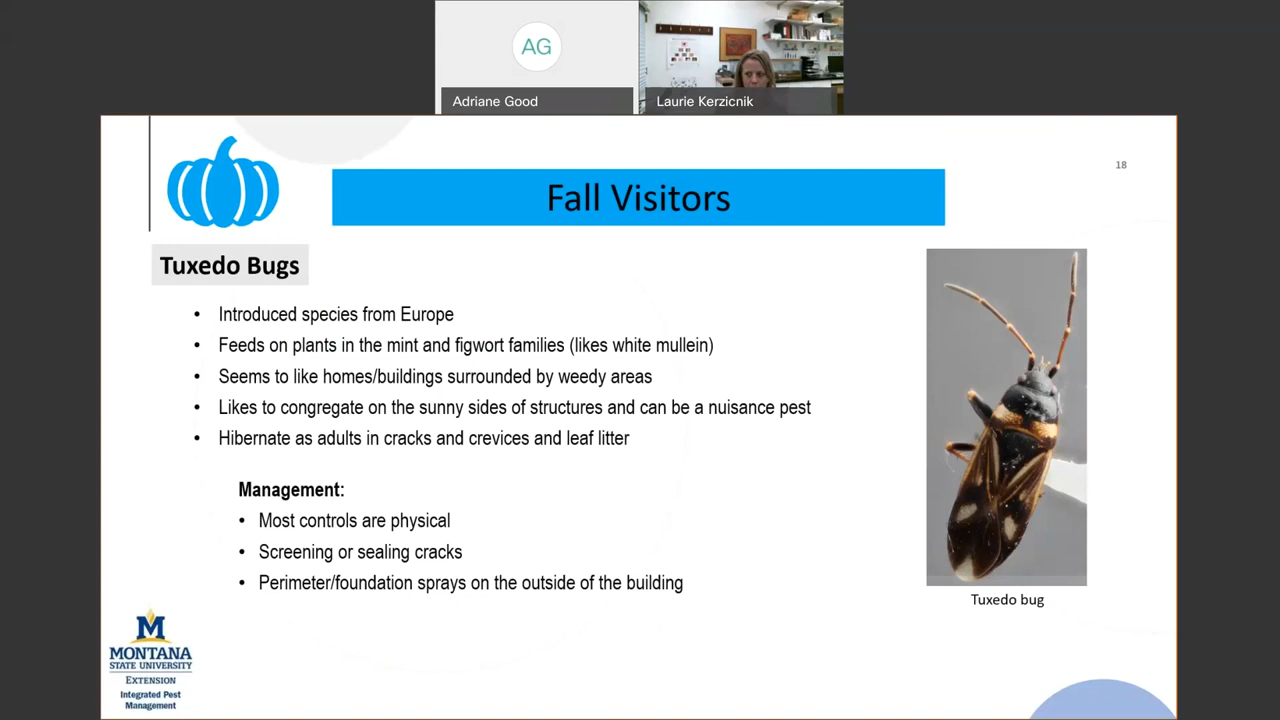 AG
Adriane Good
Laurie Kerzicnik
18
Fall Visitors
Tuxedo Bugs
• Introduced species from Europe
• Feeds on plants in the mint and figwort families (likes white mullein)
• Seems to like homes/buildings surrounded by weedy areas
• Likes to congregate on the sunny sides of structures and can be a nuisance pest
• Hibernate as adults in cracks and crevices and leaf litter
Management:
• Most controls are physical
• Screening or sealing cracks
• Perimeter/foundation sprays on the outside of the building
Tuxedo bug
M
MONTANA
STATE UNIVERSITY
EXTENSION
Integrated Pest
Management